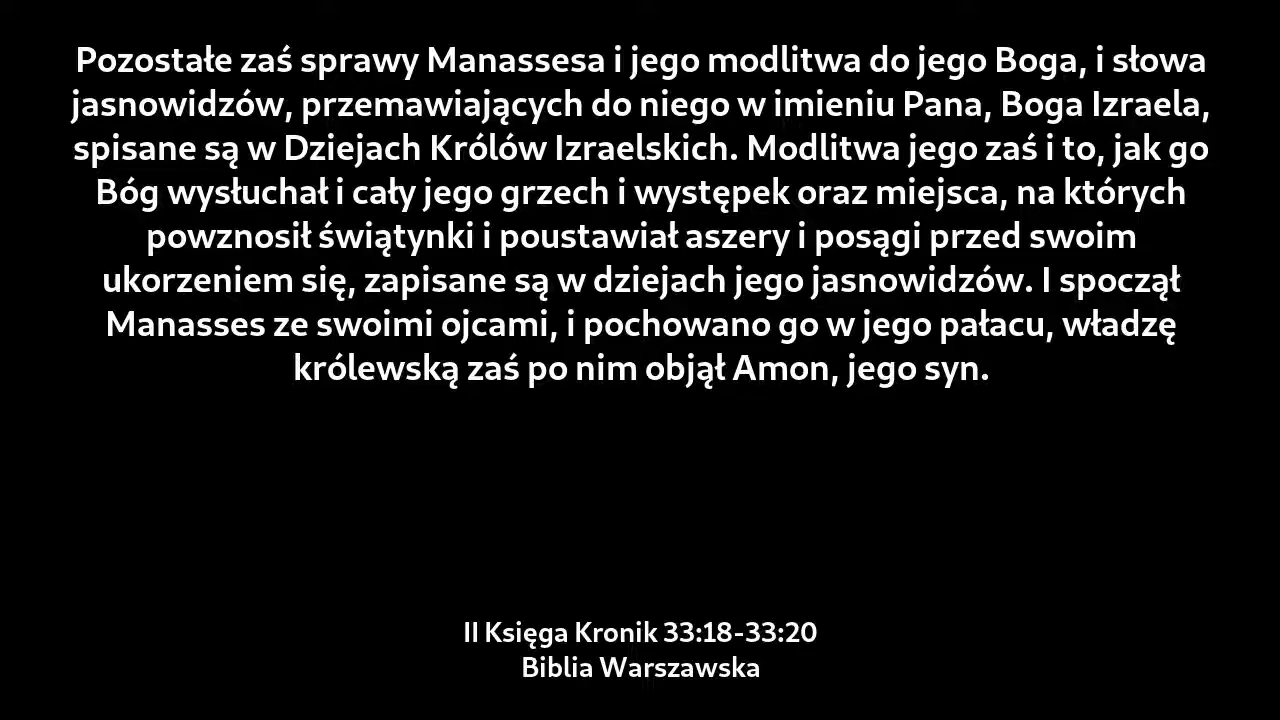 Pozostałe zaś sprawy Manassesa i jego modlitwa do jego Boga, i słowa
jasnowidzów, przemawiających do niego w imieniu Pana, Boga Izraela,
spisane są w Dziejach Królów Izraelskich. Modlitwa jego zaś i to, jak go
Bóg wysłuchał i cały jego grzech i występek oraz miejsca, na których
powznosił świątynki i poustawiał aszery i posągi przed swoim
ukorzeniem się, zapisane są w dziejach jego jasnowidzów. I spoczął
Manasses ze swoimi ojcami, i pochowano go w jego pałacu, władzę
królewską zaś po nim objął Amon, jego syn.
II Księga Kronik 33:18-33:20
Biblia Warszawska